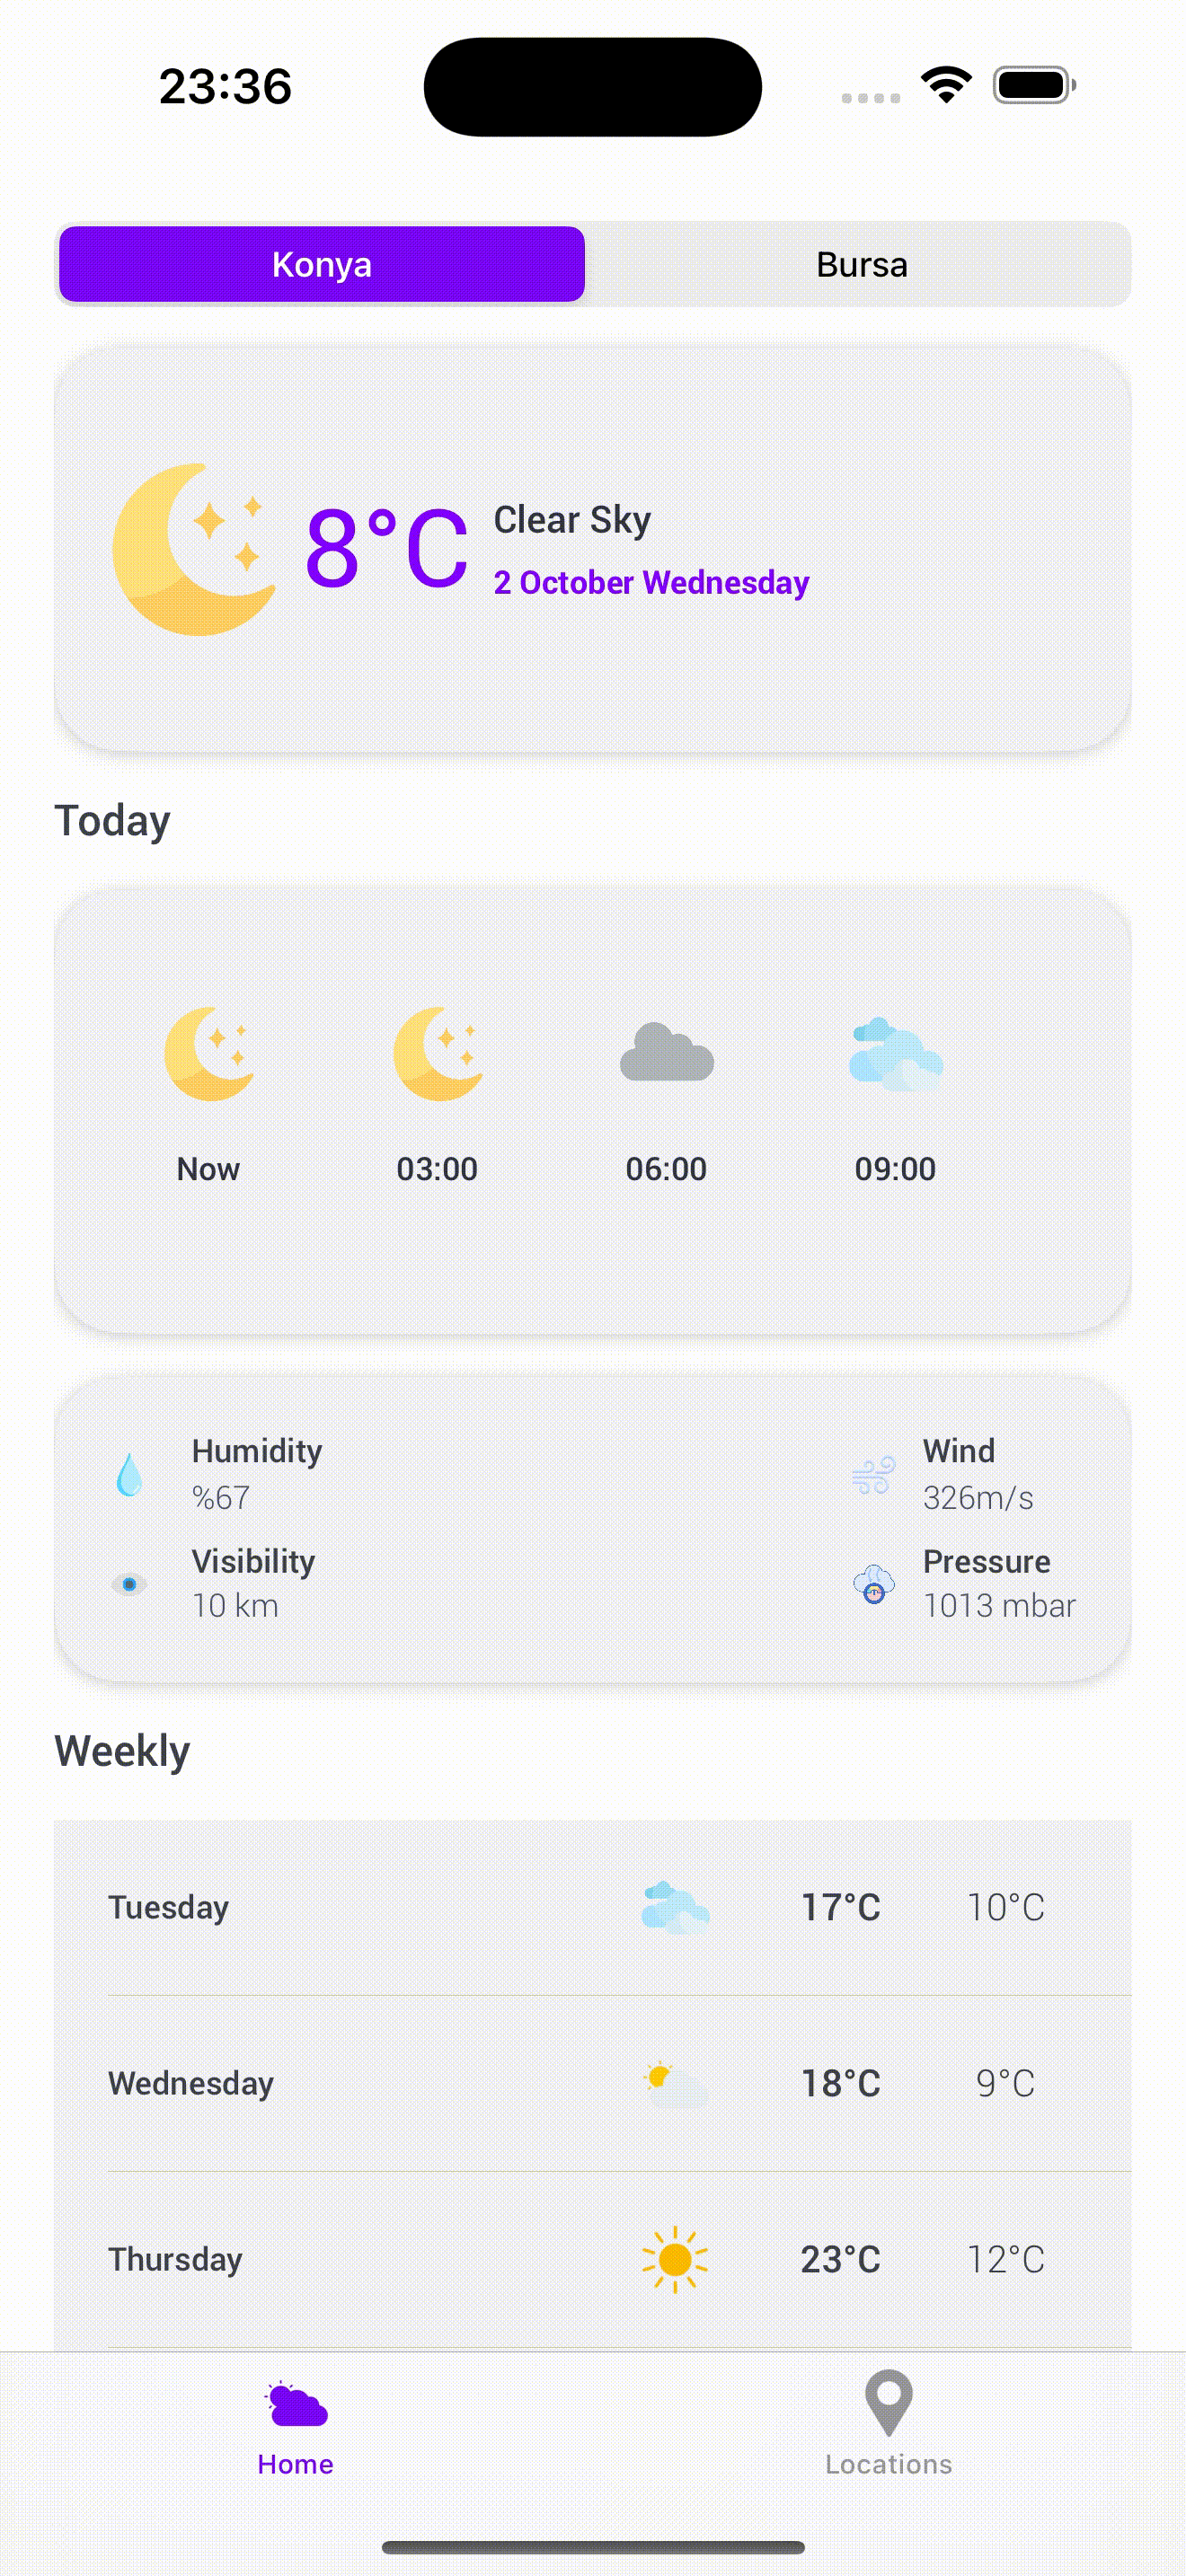 23:36
Konya
Bursa
8°C
Clear Sky
2 October Wednesday
Today
Now
03:00
06:00
09:00
Humidity
%67
Wind
326m/s
Visibility
10 km
Pressure
1013 mbar
Weekly
Tuesday 17°C 10°C
Wednesday 18°C 9°C
Thursday 23°C 12°C
Home
Locations